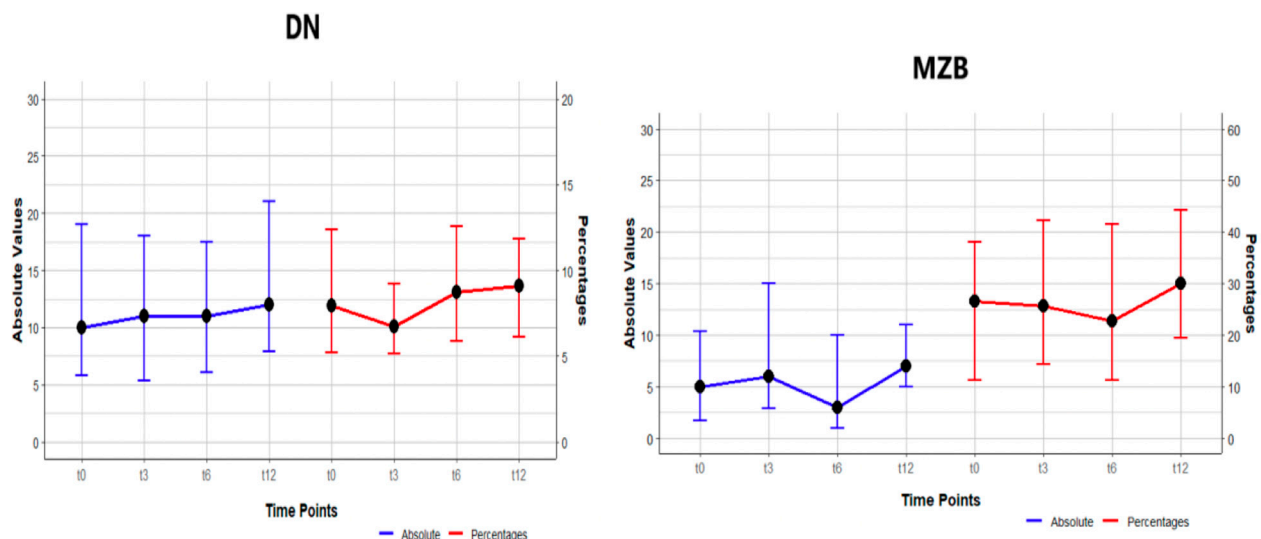 DN
30
25
20
15
10
5
0
Absolute Values
20
15
10
5
0
Percentages
t0 t3 t6 t12 t0 t3 t6 t12
Time Points
Absolute Percentages
MZB
30
25
20
15
10
5
0
Absolute Values
60
50
40
30
20
10
0
Percentages
t0 t3 t6 t12 t0 t3 t6 t12
Time Points
Absolute Percentages